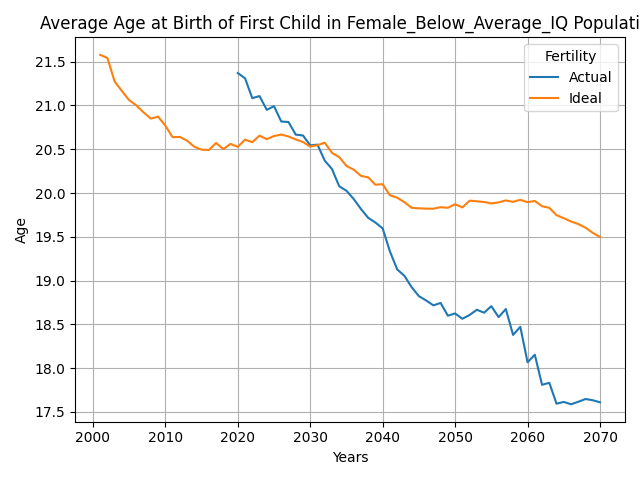 Average Age at Birth of First Child in Female_Below_Average_IQ Populati
Fertility
Actual
Ideal
21.5
21.0
20.5
20.0
19.5
19.0
18.5
18.0
17.5
Age
2000 2010 2020 2030 2040 2050 2060 2070
Years